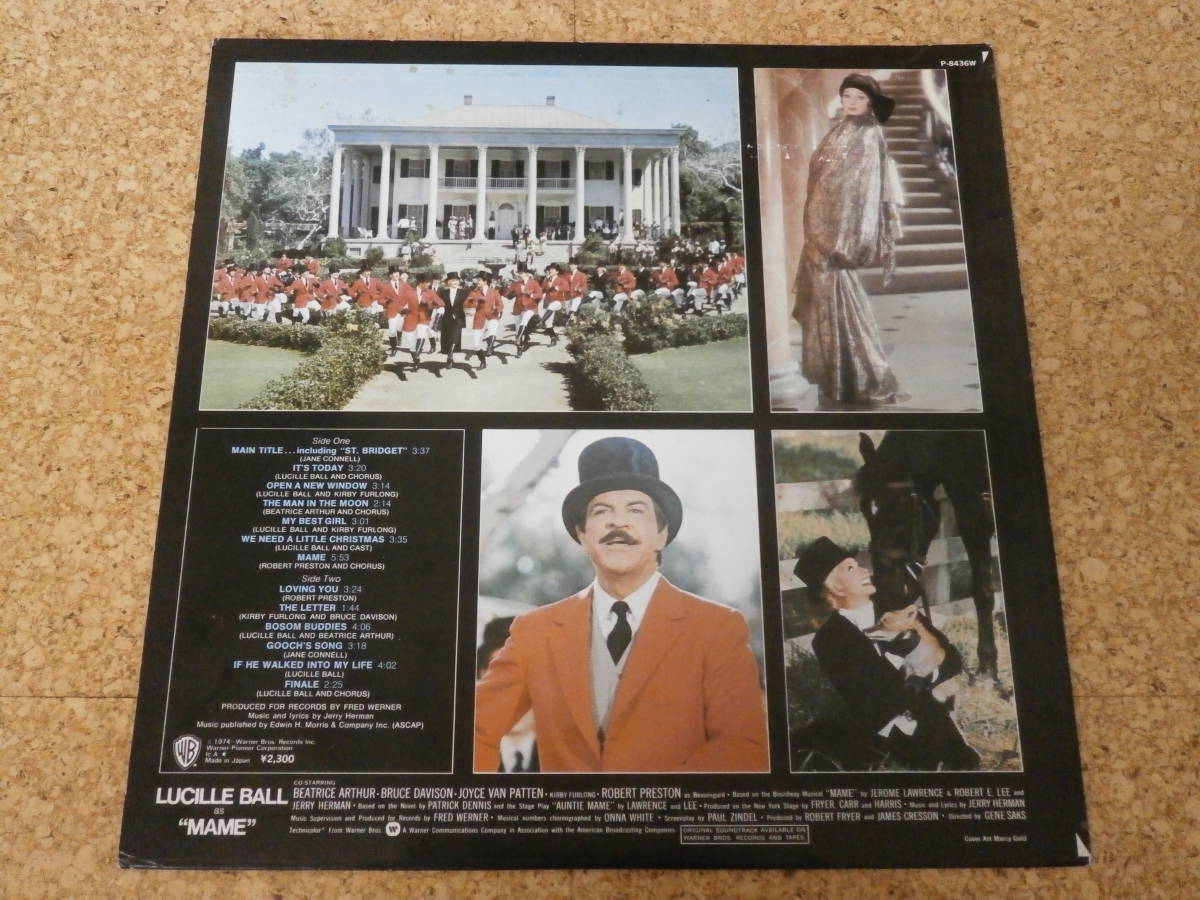 P-8436W
Side One
MAIN TITLE...including "ST. BRIDGET" 3:37
(JANE CONNELL)
IT'S TODAY 3:20
(LUCILLE BALL AND CHORUS)
OPEN A NEW WINDOW 3:14
(LUCILLE BALL AND KIRBY FURLONG)
THE MAN IN THE MOON 2:14
(BEATRICE ARTHUR AND CHORUS)
MY BEST GIRL 3:01
(LUCILLE BALL AND KIRBY FURLONG)
WE NEED A LITTLE CHRISTMAS 3:35
(LUCILLE BALL AND CAST)
MAME 5:53
(ROBERT PRESTON AND CHORUS)
Side Two
LOVING YOU 3:24
(ROBERT PRESTON)
THE LETTER 1:44
(KIRBY FURLONG AND BRUCE DAVISON)
BOSOM BUDDIES 4:06
(LUCILLE BALL AND BEATRICE ARTHUR)
GOOCH'S SONG 3:18
(JANE CONNELL)
IF HE WALKED INTO MY LIFE 4:02
(LUCILLE BALL)
FINALE 2:25
(LUCILLE BALL AND CHORUS)
PRODUCED FOR RECORDS BY FRED WERNER
Music and lyrics by Jerry Herman
Music published by Edwin H. Morris & Company Inc. (ASCAP)
WB
1974 Warner Bros. Records Inc.
Warner-Pioneer Corporation
Made in Japan ¥2,300
LUCILLE BALL
as
"MAME"
CO-STARRING
BEATRICE ARTHUR · BRUCE DAVISON · JOYCE VAN PATTEN · KIRBY FURLONG · ROBERT PRESTON as Beauregard · Based on the Broadway Musical "MAME" by JEROME LAWRENCE & ROBERT E. LEE and
JERRY HERMAN · Based on the Novel by PATRICK DENNIS and the Stage Play "AUNTIE MAME" by LAWRENCE and LEE · Produced on the New York Stage by FRYER, CARR and HARRIS · Music and Lyrics by JERRY HERMAN
Music Supervision and Produced for Records by FRED WERNER · Musical numbers choreographed by ONNA WHITE · Screenplay by PAUL ZINDEL · Produced by ROBERT FRYER and JAMES CRESSON · Directed by GENE SAKS
Technicolor® From Warner Bros. A Warner Communications Company in Association with the American Broadcasting Companies
ORIGINAL SOUNDTRACK AVAILABLE ON
WARNER BROS. RECORDS AND TAPES.
Cover Art Marcy Guild